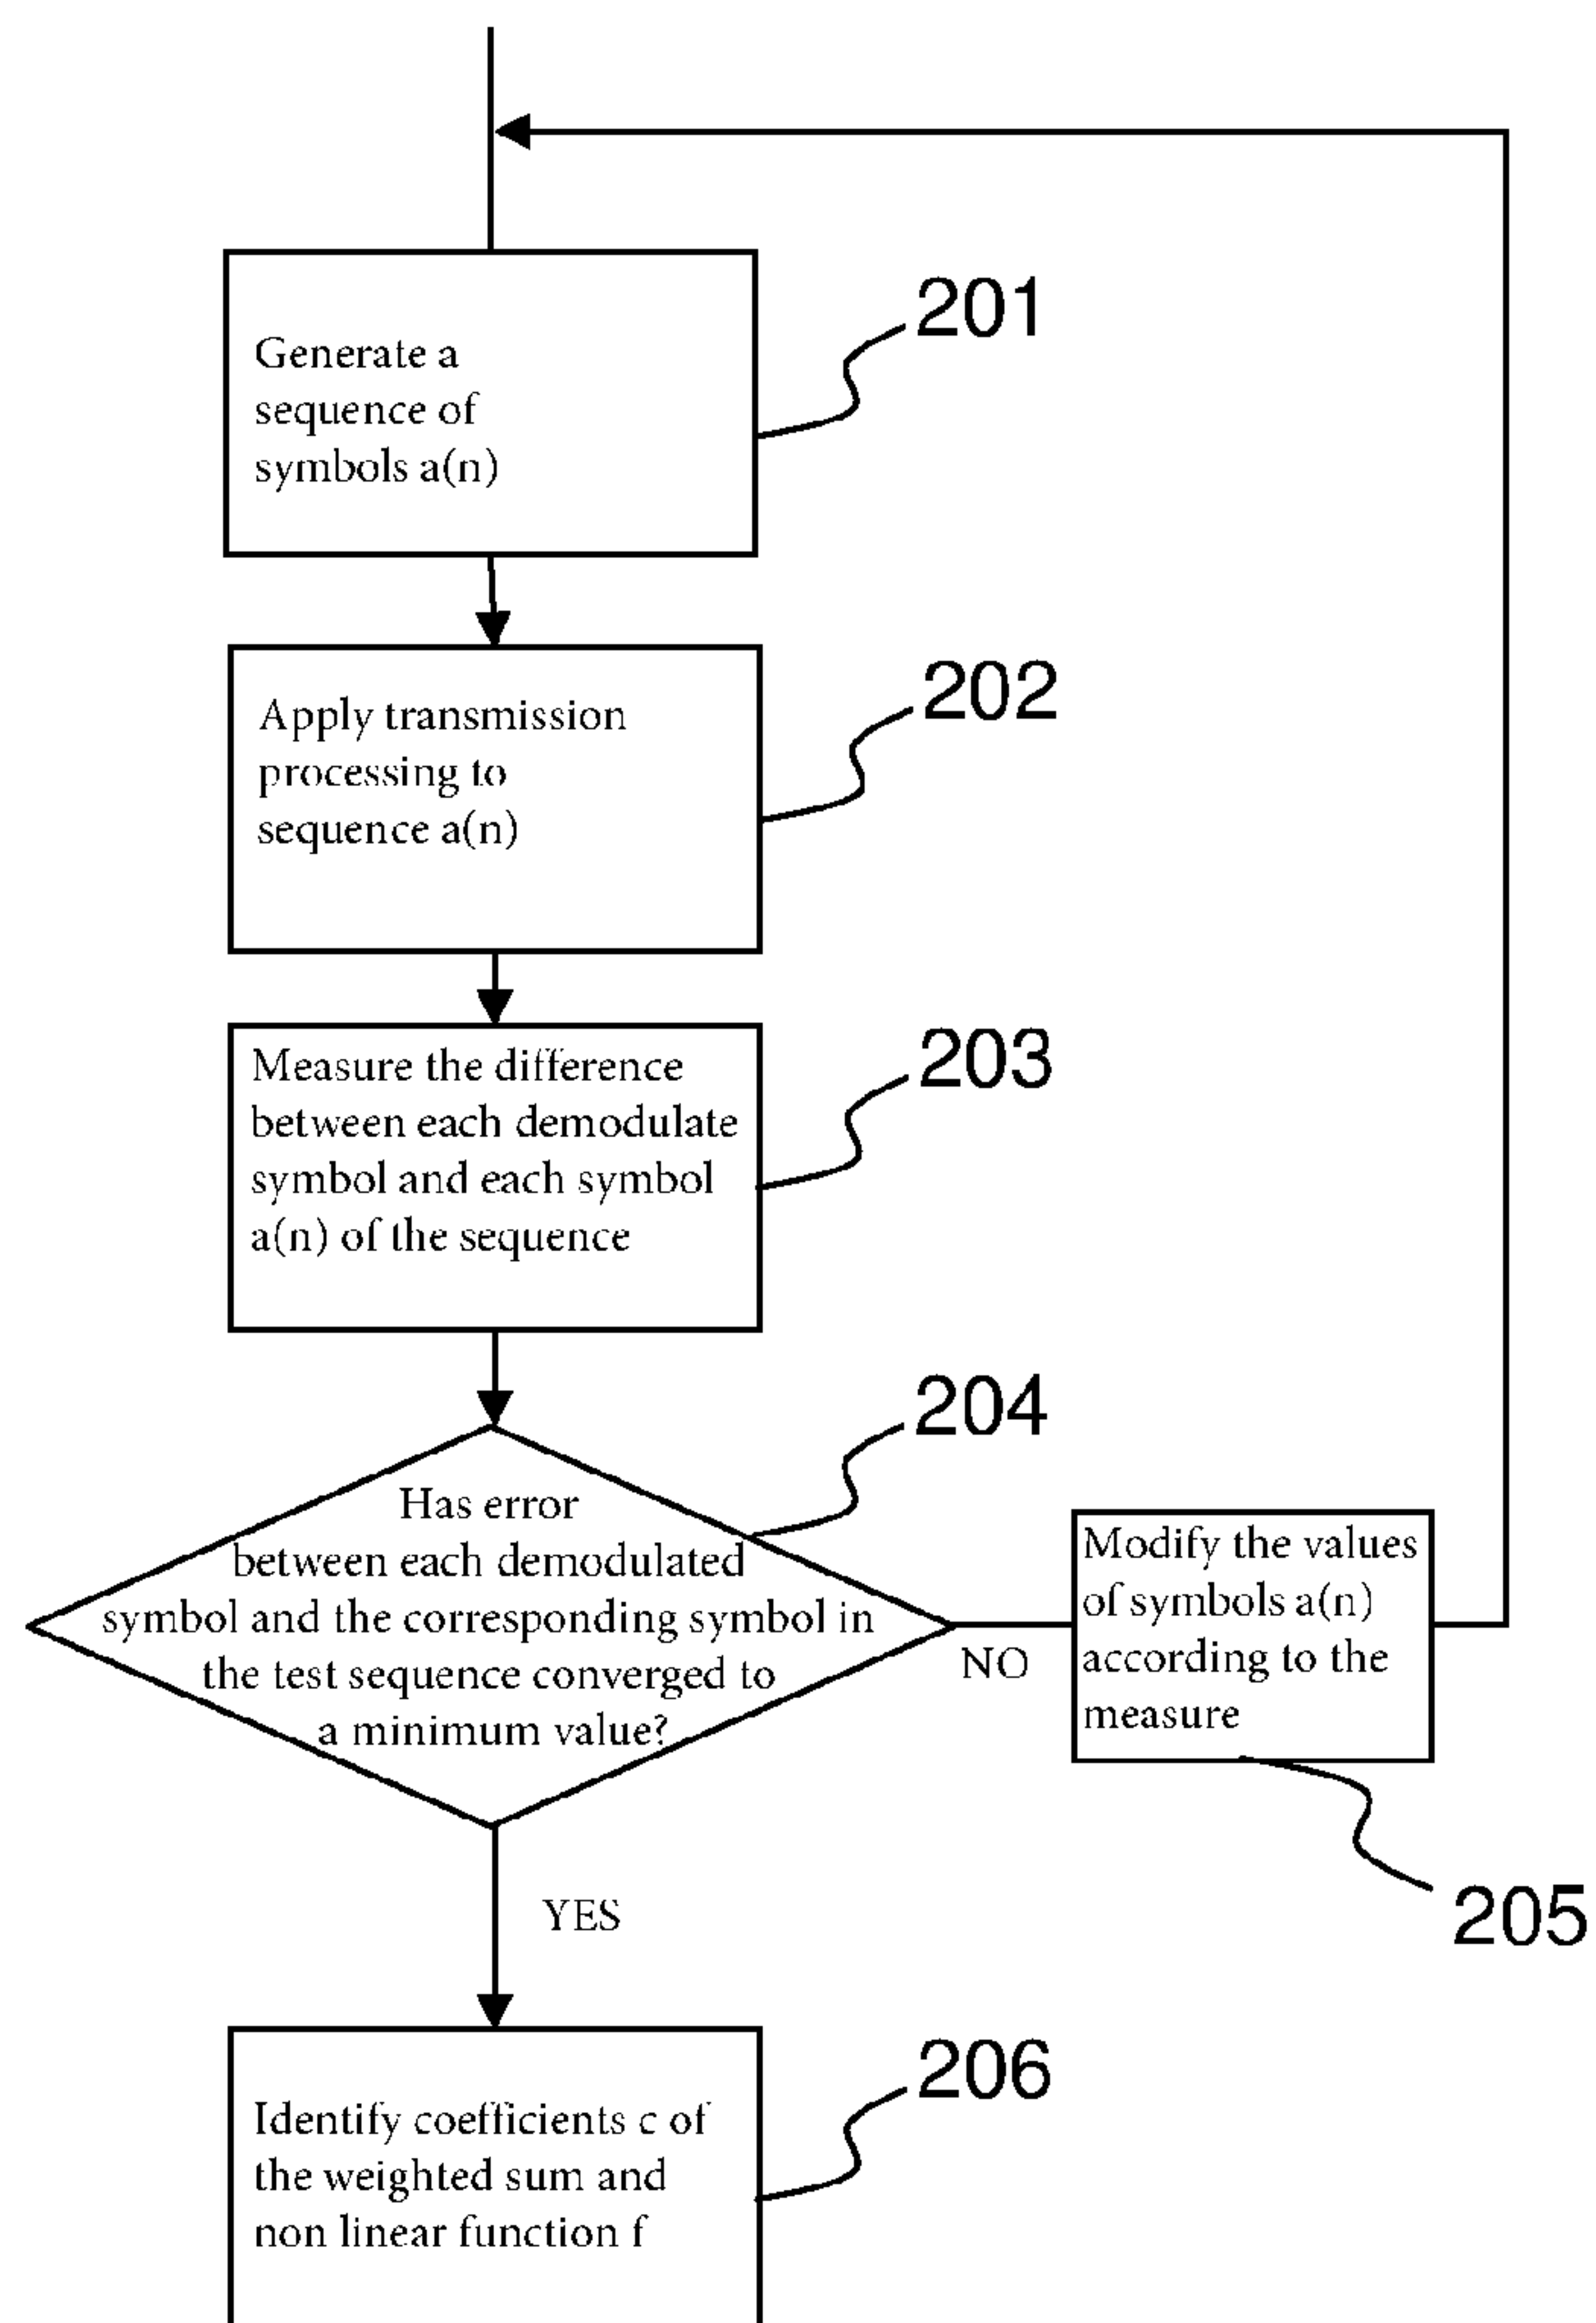 201
Generate a
sequence of
symbols a(n)
202
Apply transmission
processing to
sequence a(n)
203
Measure the difference
between each demodulate
symbol and each symbol
a(n) of the sequence
204
Has error
between each demodulated
symbol and the corresponding symbol in
the test sequence converged to
a minimum value?
NO
Modify the values
of symbols a(n)
according to the
measure
205
YES
206
Identify coefficients c of
the weighted sum and
non linear function f